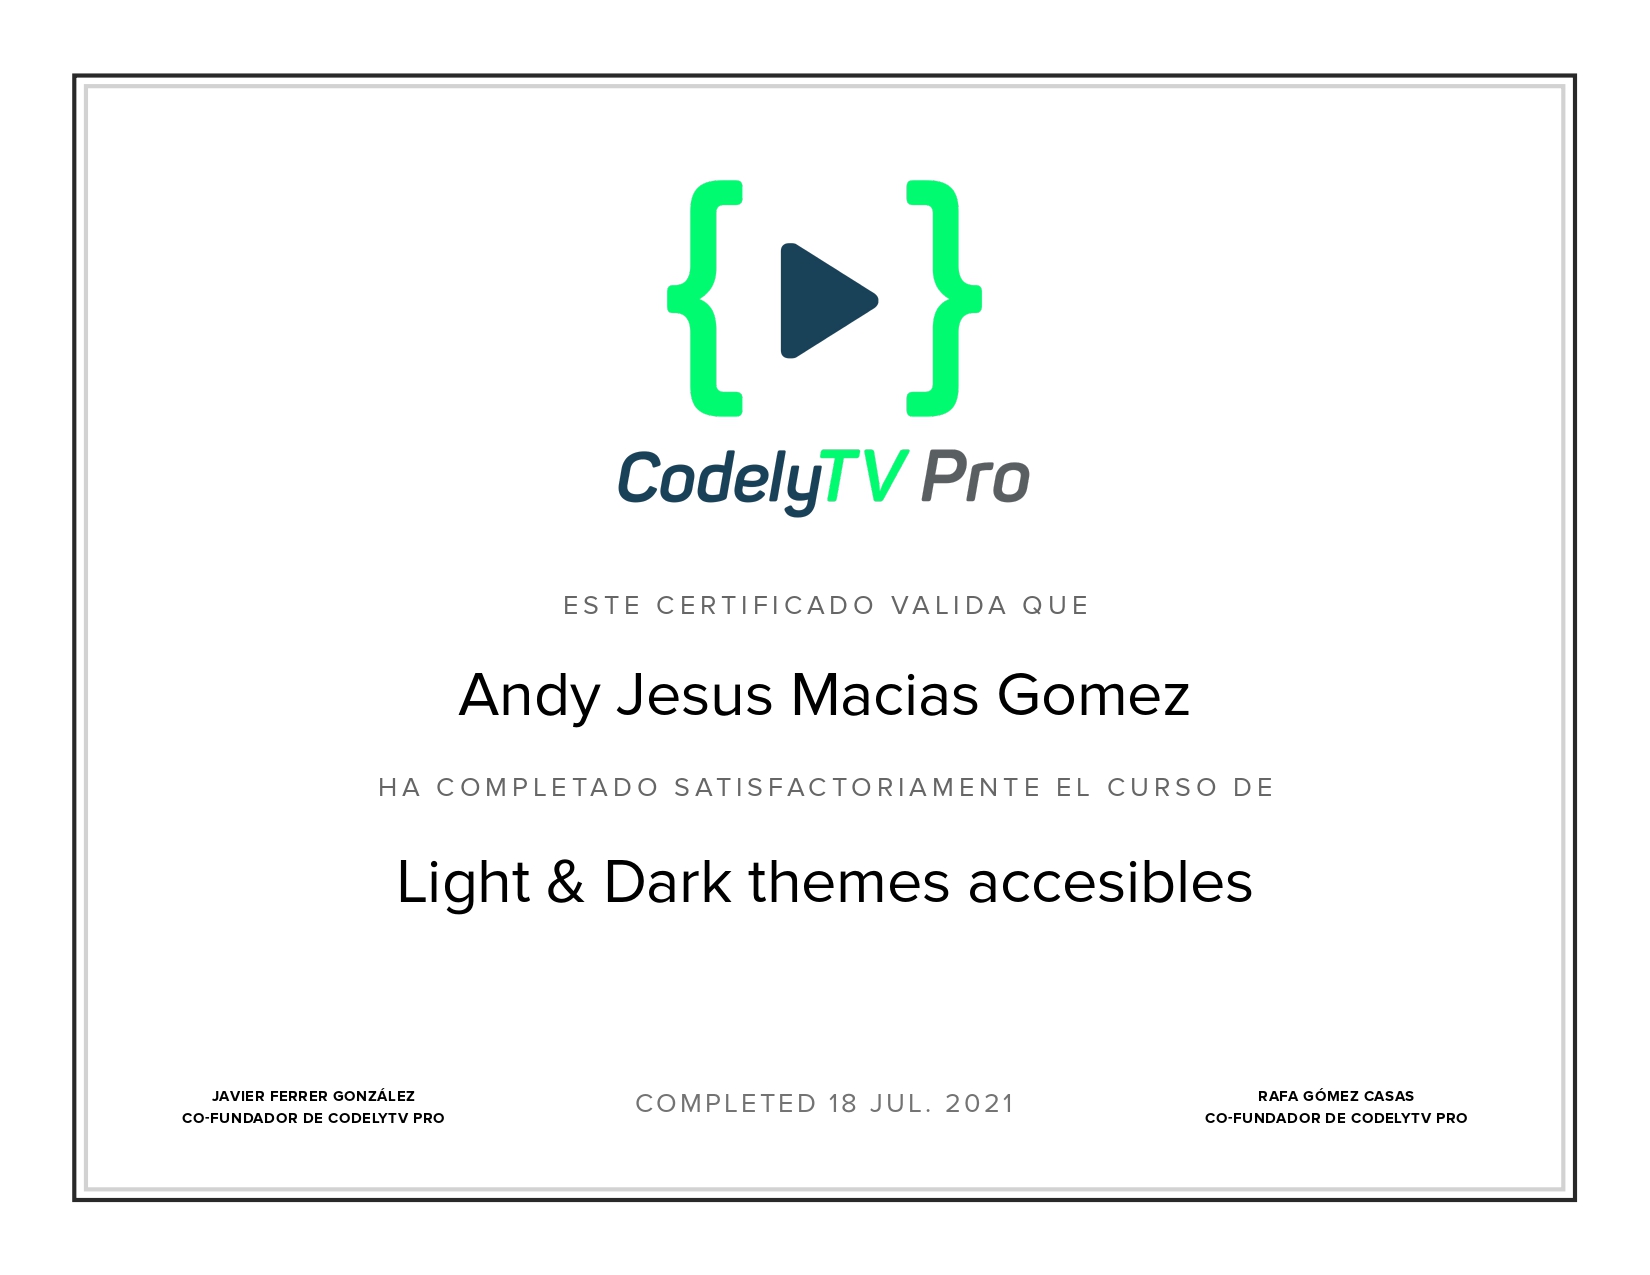 CodelyTV Pro
ESTE CERTIFICADO VALIDA QUE
Andy Jesus Macias Gomez
HA COMPLETADO SATISFACTORIAMENTE EL CURSO DE
Light & Dark themes accesibles
JAVIER FERRER GONZÁLEZ
CO-FUNDADOR DE CODELYTV PRO
COMPLETED 18 JUL. 2021
RAFA GÓMEZ CASAS
CO-FUNDADOR DE CODELYTV PRO